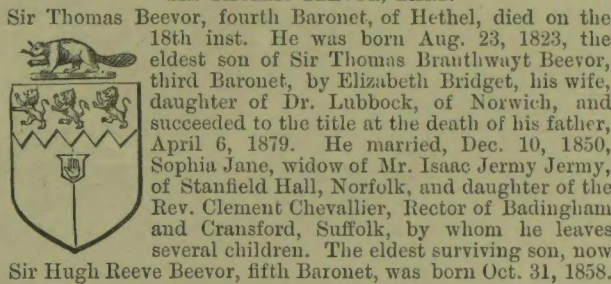 Sir Thomas Beevor, fourth Baronet, of Hethel, died on the
18th inst. He was born Aug. 23, 1823, the
eldest son of Sir Thomas Branthwayt Beevor,
third Baronet, by Elizabeth Bridget, his wife,
daughter of Dr. Lubbock, of Norwich, and
succeeded to the title at the death of his father,
April 6, 1879. He married, Dec. 10, 1850,
Sophia Jane, widow of Mr. Isaac Jermy Jermy,
of Stanfield Hall, Norfolk, and daughter of the
Rev. Clement Chevallier, Rector of Badingham
and Cransford, Suffolk, by whom he leaves
several children. The eldest surviving son, now
Sir Hugh Reeve Beevor, fifth Baronet, was born Oct. 31, 1858.